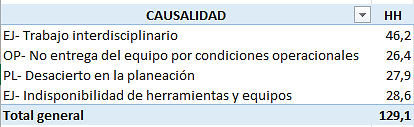 CAUSALIDAD HH
EJ- Trabajo interdisciplinario 46,2
OP- No entrega del equipo por condiciones operacionales 26,4
PL- Desacierto en la planeación 27,9
EJ- Indisponibilidad de herramientas y equipos 28,6
Total general 129,1